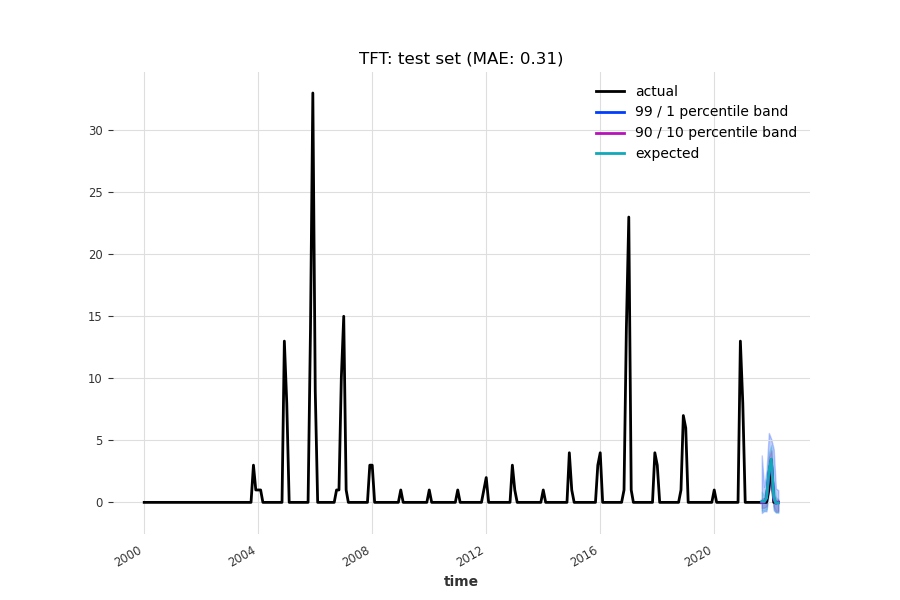 TFT: test set (MAE: 0.31)
actual
99 / 1 percentile band
90 / 10 percentile band
expected
30
25
20
15
10
5
0
2000
2004
2008
2012
2016
2020
time